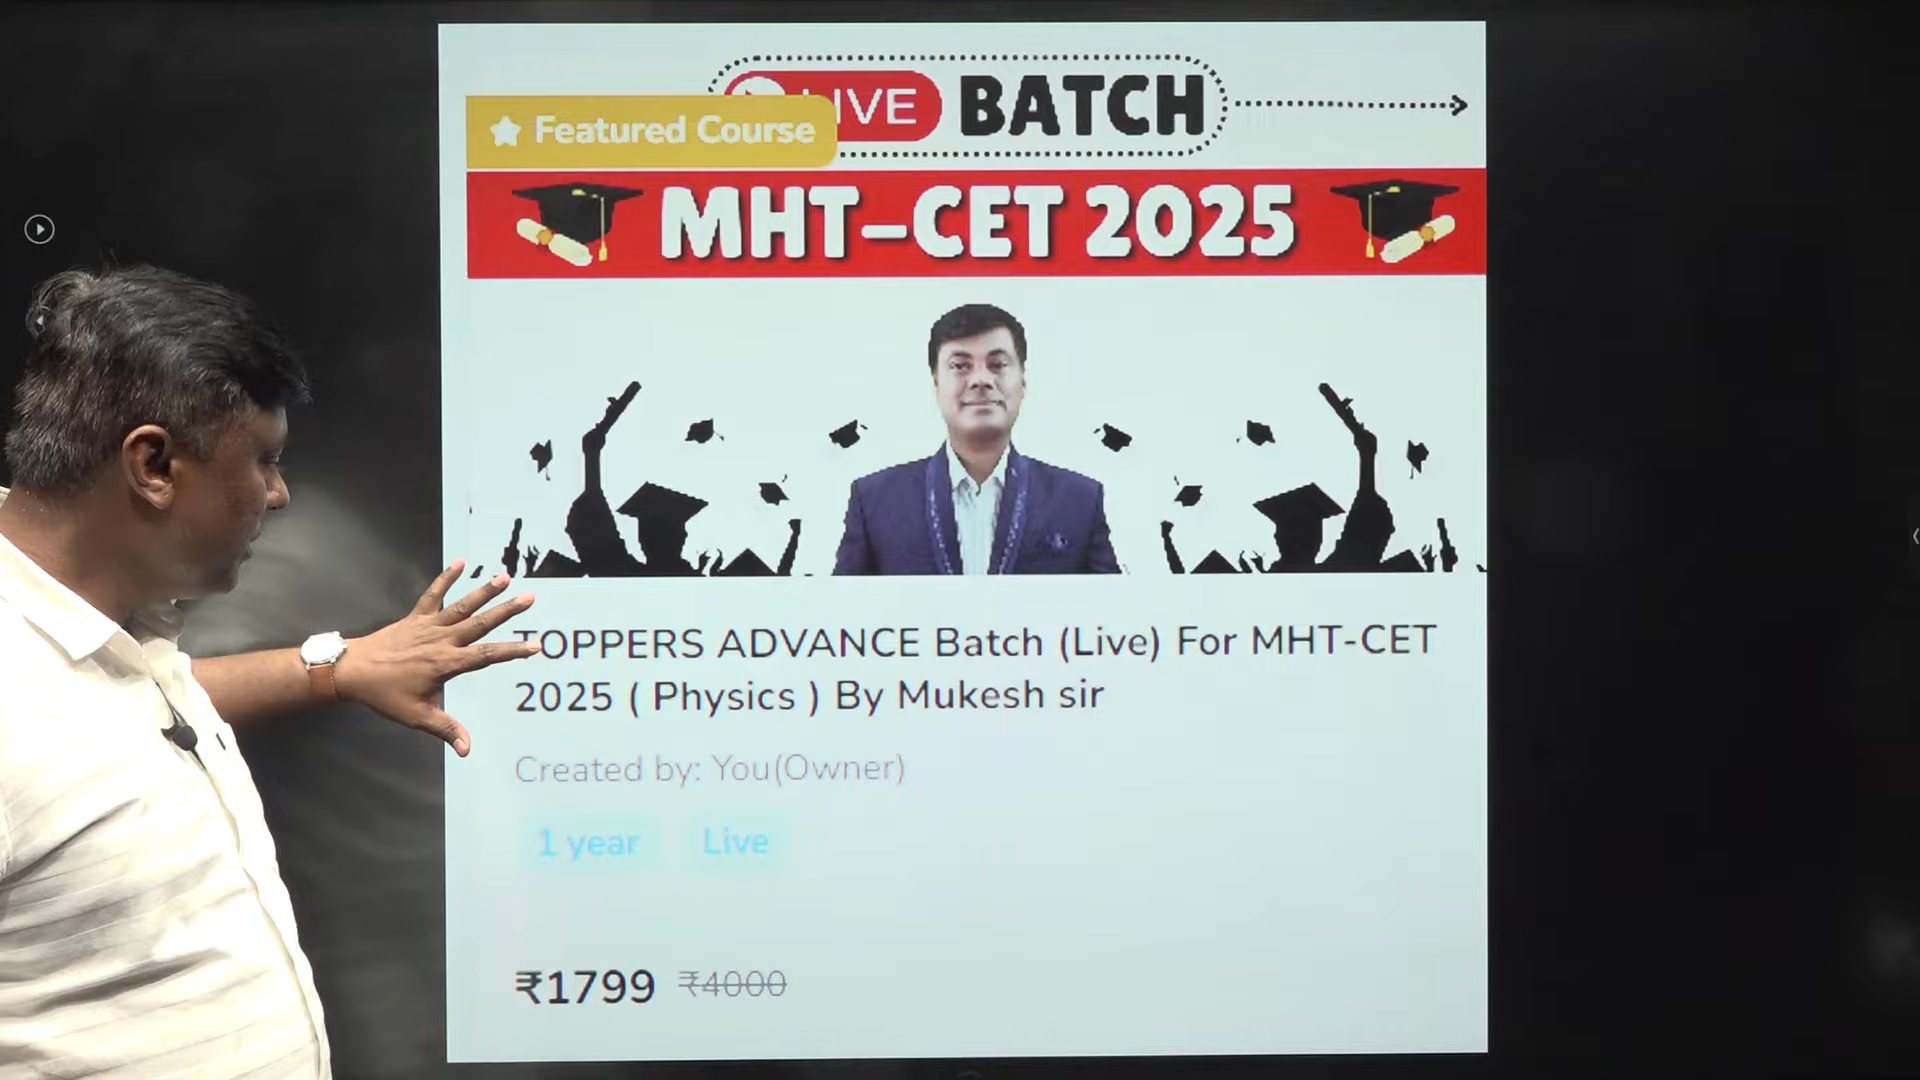 LIVE BATCH
Featured Course
MHT-CET 2025
TOPPERS ADVANCE Batch (Live) For MHT-CET
2025 ( Physics ) By Mukesh sir
Created by: You(Owner)
1 year Live
₹1799 ₹4000